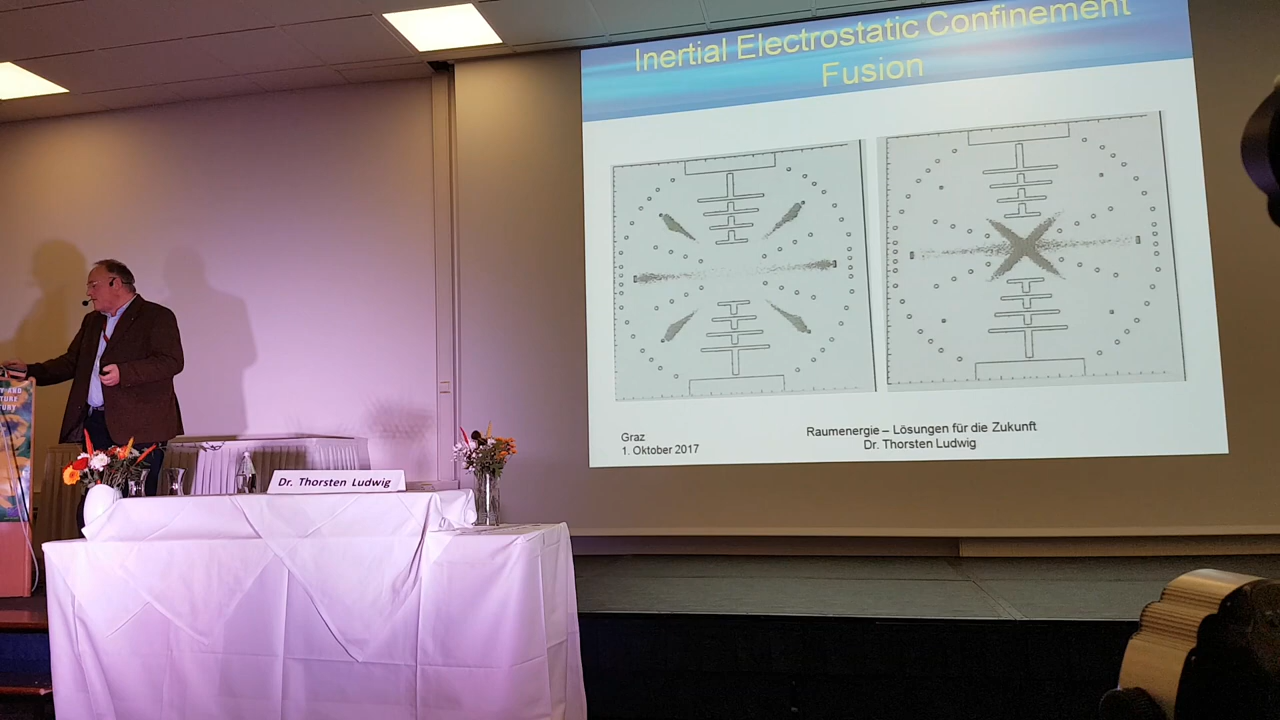 Inertial Electrostatic Confinement
Fusion
Graz
1. Oktober 2017
Raumenergie – Lösungen für die Zukunft
Dr. Thorsten Ludwig
Dr. Thorsten Ludwig